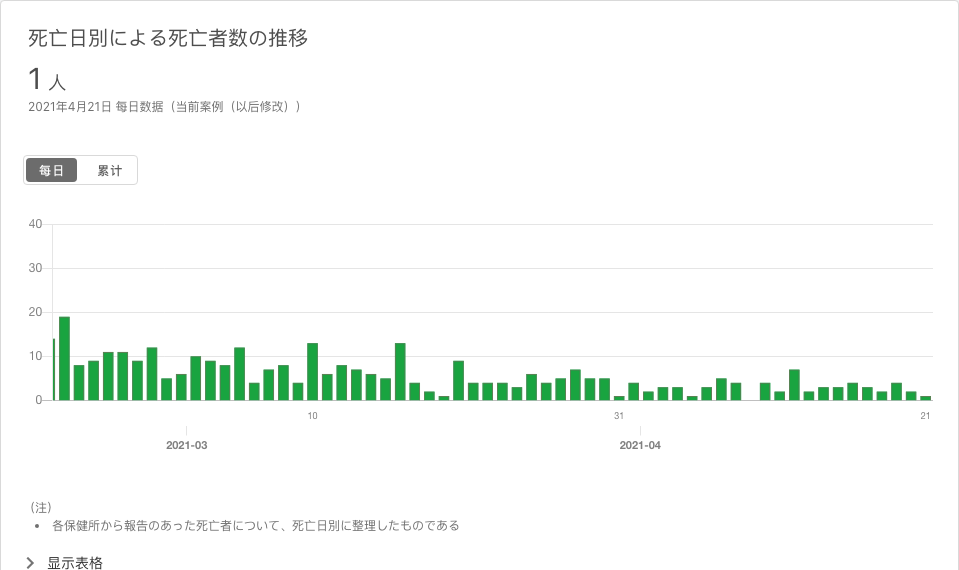 死亡日別による死亡者数の推移
1 人
2021年4月21日 每日数据（当前案例（以后修改））
每日 累计
40
30
20
10
0
10 31 21
2021-03 2021-04
（注）
• 各保健所から報告のあった死亡者について、死亡日別に整理したものである
显示表格